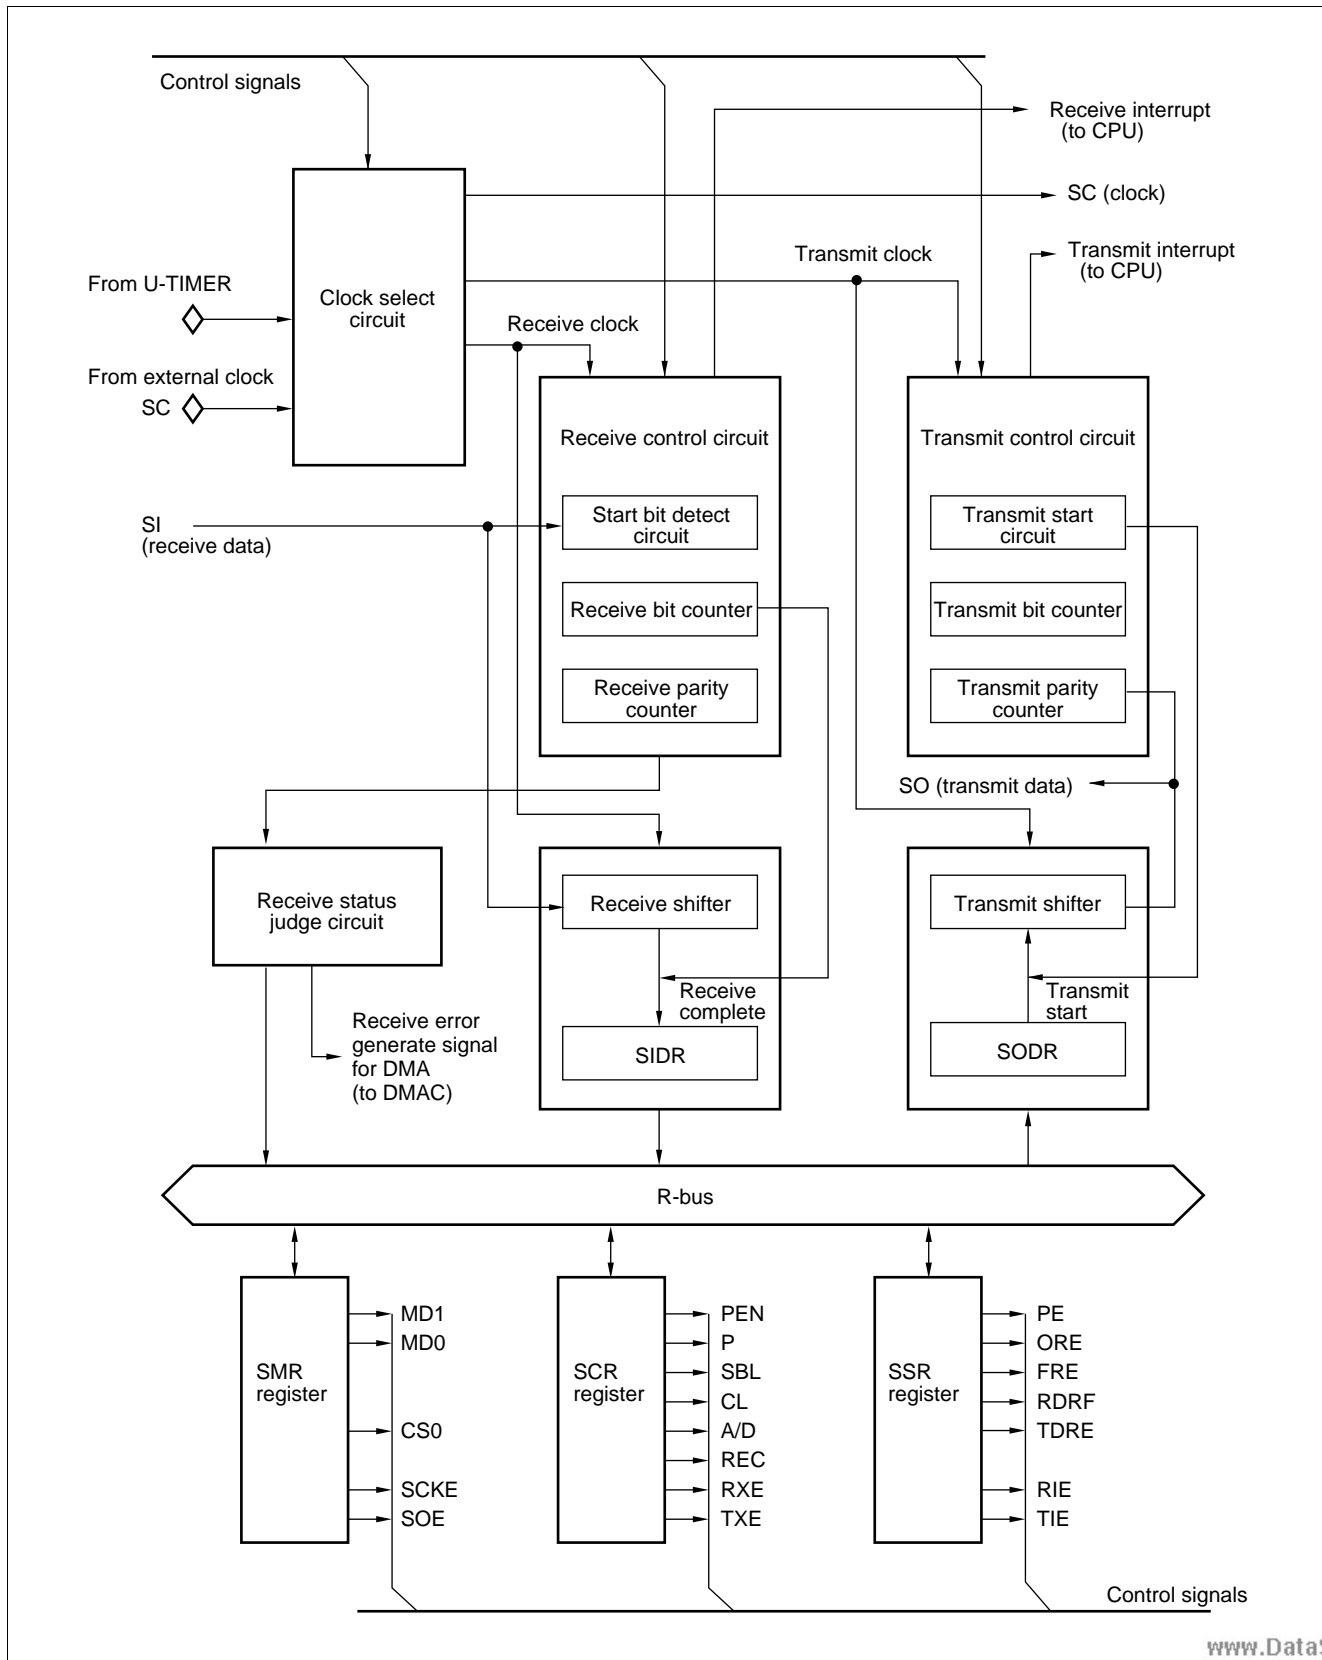 Control signals
Receive interrupt
(to CPU)
SC (clock)
Transmit clock
Transmit interrupt
(to CPU)
From U-TIMER
Clock select
circuit
Receive clock
From external clock
SC
Receive control circuit
Transmit control circuit
SI
(receive data)
Start bit detect
circuit
Transmit start
circuit
Receive bit counter
Transmit bit counter
Receive parity
counter
Transmit parity
counter
SO (transmit data)
Receive status
judge circuit
Receive shifter
Transmit shifter
Receive
complete
Transmit
start
Receive error
generate signal
for DMA
(to DMAC)
SIDR
SODR
R-bus
SMR
register
MD1
MD0
CS0
SCKE
SOE
SCR
register
PEN
P
SBL
CL
A/D
REC
RXE
TXE
SSR
register
PE
ORE
FRE
RDRF
TDRE
RIE
TIE
Control signals
www.DataS